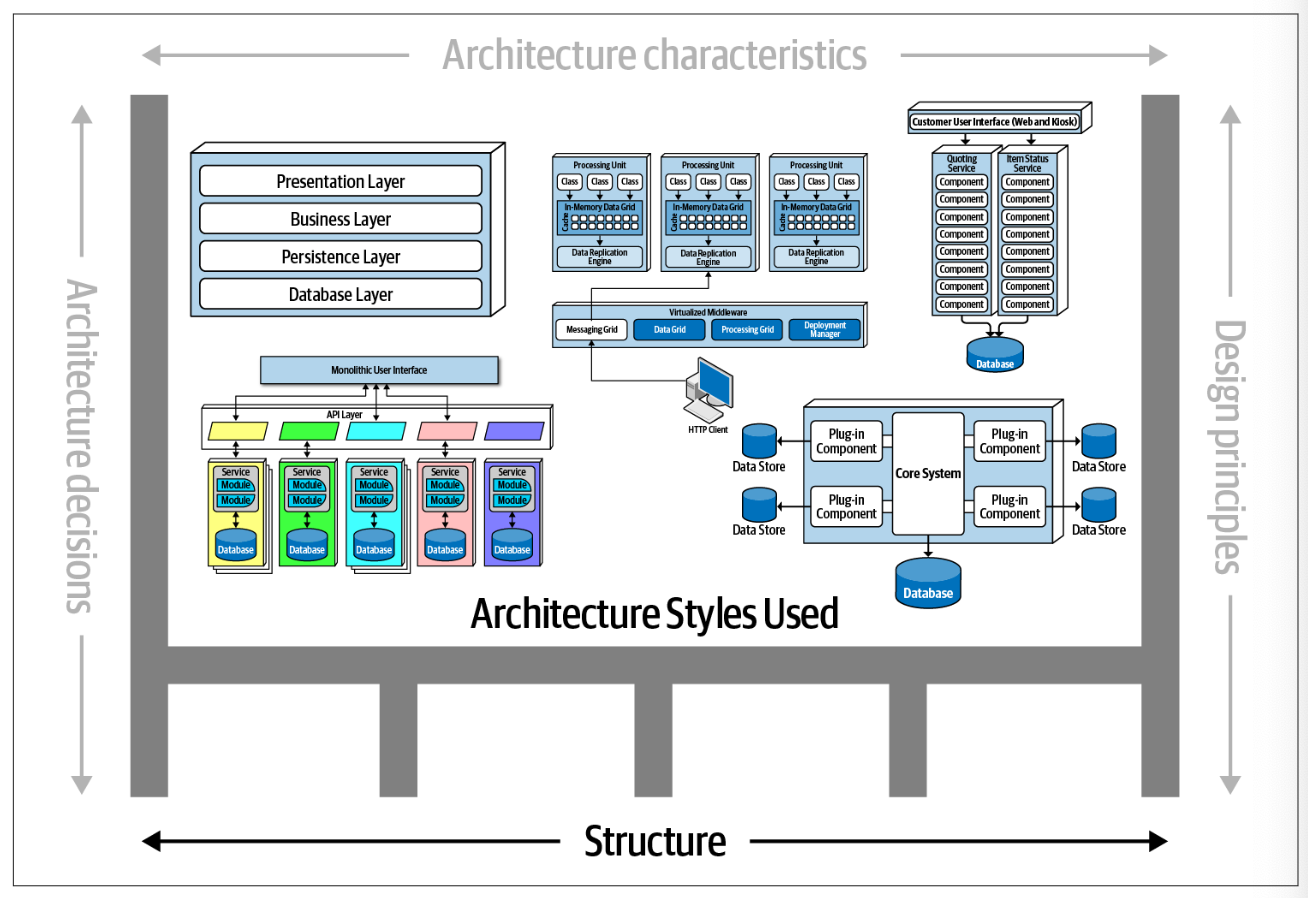 Architecture characteristics
Architecture decisions
Design principles
Presentation Layer
Business Layer
Persistence Layer
Database Layer
Processing Unit
Class Class Class
In-Memory Data Grid
Cache
Data Replication
Engine
Processing Unit
Class Class Class
In-Memory Data Grid
Cache
Data Replication
Engine
Processing Unit
Class Class Class
In-Memory Data Grid
Cache
Data Replication
Engine
Virtualized Middleware
Messaging Grid
Data Grid
Processing Grid
Deployment
Manager
HTTP Client
Customer User Interface (Web and Kiosk)
Quoting
Service
Component
Component
Component
Component
Component
Component
Component
Component
Item Status
Service
Component
Component
Component
Component
Component
Component
Component
Component
Database
Monolithic User Interface
API Layer
Service
Module
Module
Database
Service
Module
Module
Database
Service
Module
Module
Database
Service
Module
Module
Database
Service
Module
Module
Database
Plug-in
Component
Data Store
Plug-in
Component
Data Store
Core System
Plug-in
Component
Data Store
Plug-in
Component
Data Store
Database
Architecture Styles Used
Structure